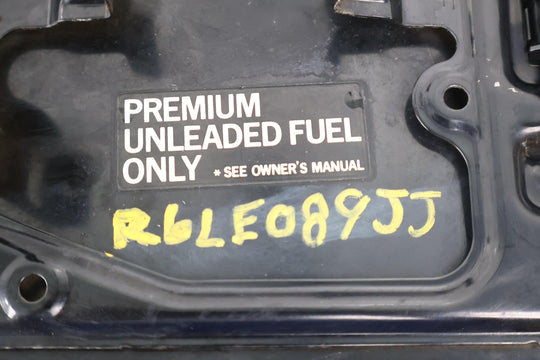 PREMIUM
UNLEADED FUEL
ONLY * SEE OWNER'S MANUAL
R6LE089JJ